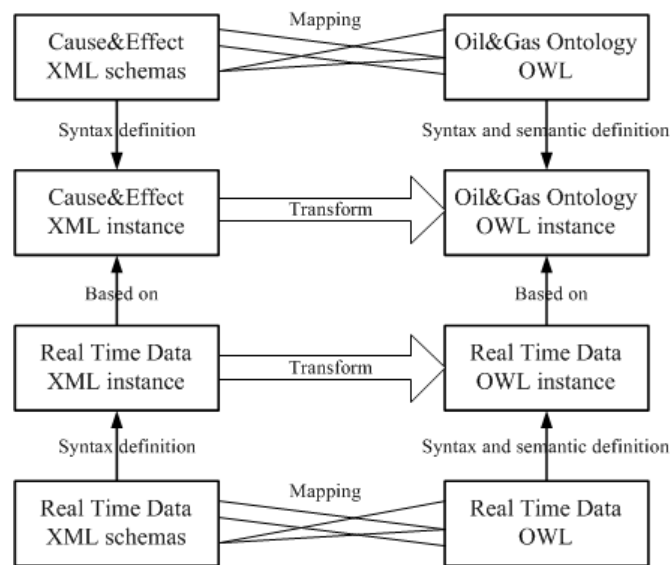 Mapping
Cause&Effect
XML schemas
Oil&Gas Ontology
OWL
Syntax definition
Syntax and semantic definition
Cause&Effect
XML instance
Transform
Oil&Gas Ontology
OWL instance
Based on
Based on
Real Time Data
XML instance
Transform
Real Time Data
OWL instance
Syntax definition
Syntax and semantic definition
Mapping
Real Time Data
XML schemas
Real Time Data
OWL